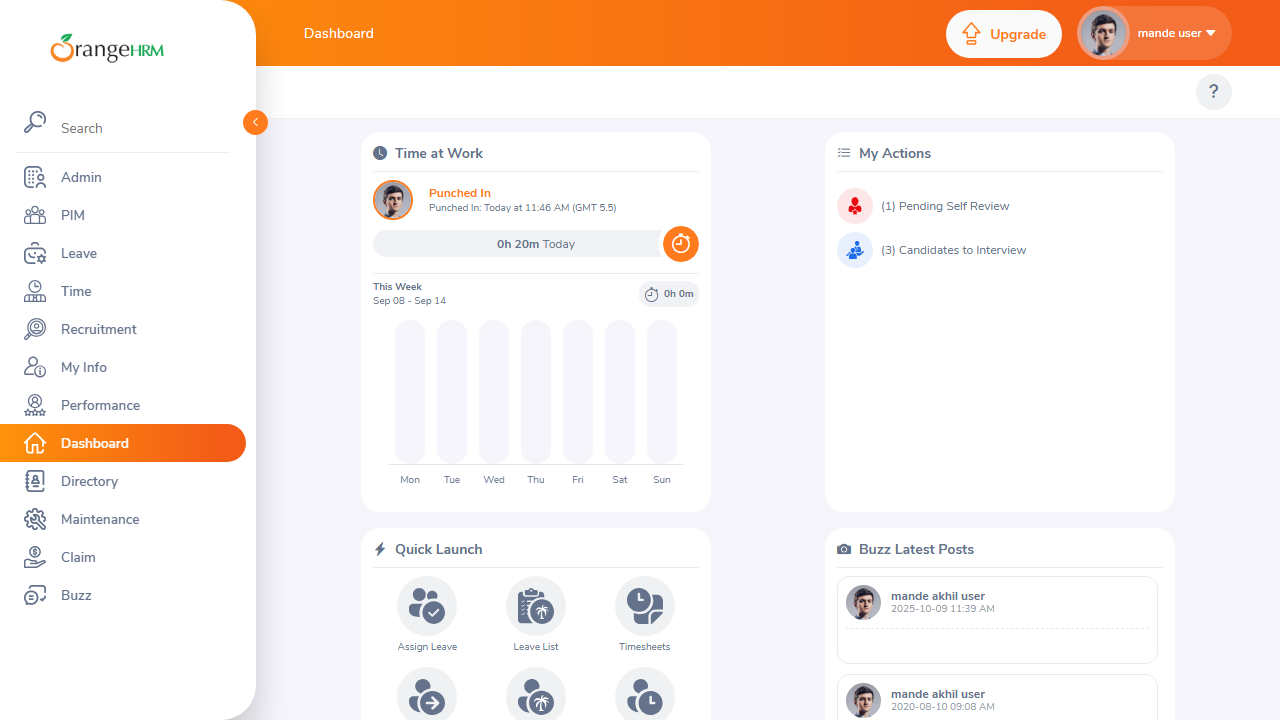 OrangeHRM
Search
Admin
PIM
Leave
Time
Recruitment
My Info
Performance
Dashboard
Directory
Maintenance
Claim
Buzz
Dashboard
Upgrade
mande user
?
Time at Work
Punched In
Punched In: Today at 11:46 AM (GMT 5.5)
0h 20m Today
This Week
Sep 08 - Sep 14
0h 0m
Mon Tue Wed Thu Fri Sat Sun
My Actions
(1) Pending Self Review
(3) Candidates to Interview
Quick Launch
Assign Leave
Leave List
Timesheets
Buzz Latest Posts
mande akhil user
2025-10-09 11:39 AM
mande akhil user
2020-08-10 09:08 AM